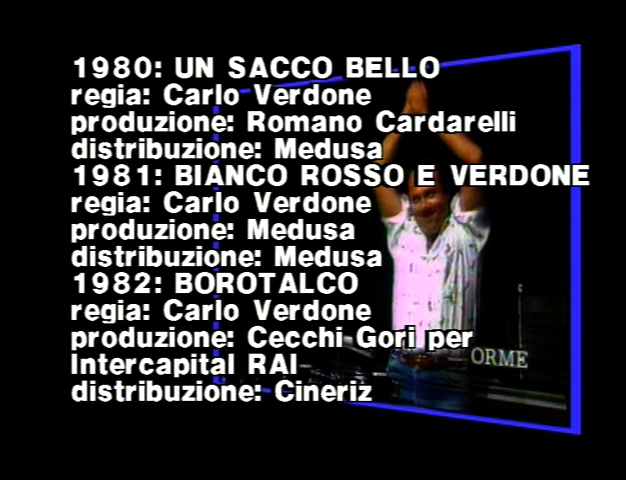 1980: UN SACCO BELLO
regia: Carlo Verdone
produzione: Romano Cardarelli
distribuzione: Medusa
1981: BIANCO ROSSO E VERDONE
regia: Carlo Verdone
produzione: Medusa
distribuzione: Medusa
1982: BOROTALCO
regia: Carlo Verdone
produzione: Cecchi Gori per
Intercapital RAI
ORME
distribuzione: Cineriz